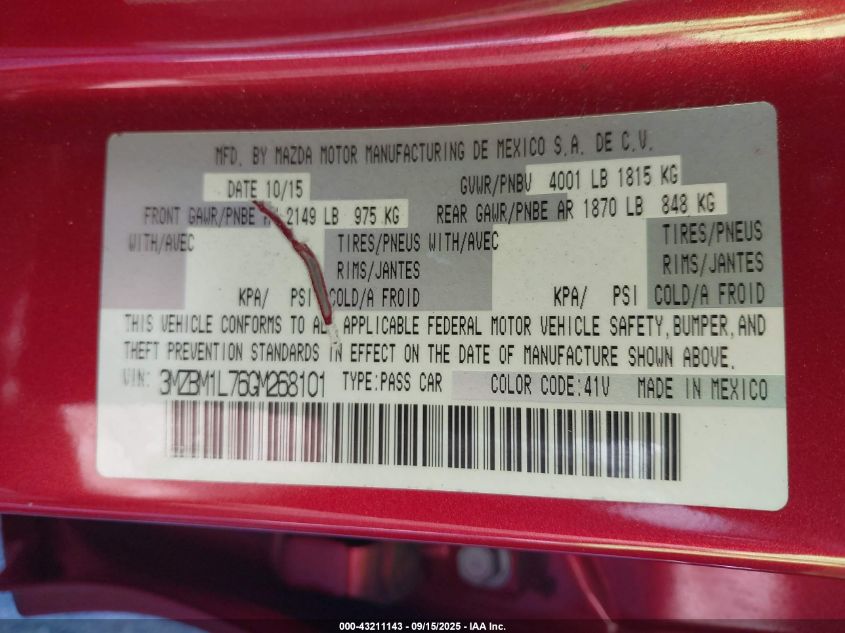 MFD. BY MAZDA MOTOR MANUFACTURING DE MEXICO S.A. DE C.V.
DATE 10/15 GVWR/PNBV 4001 LB 1815 KG
FRONT GAWR/PNBE 2149 LB 975 KG REAR GAWR/PNBE AR 1870 LB 848 KG
WITH/AVEC TIRES/PNEUS WITH/AVEC TIRES/PNEUS
RIMS/JANTES RIMS/JANTES
KPA/ PSI COLD/A FROID KPA/ PSI COLD/A FROID
THIS VEHICLE CONFORMS TO ALL APPLICABLE FEDERAL MOTOR VEHICLE SAFETY, BUMPER, AND
THEFT PREVENTION STANDARDS IN EFFECT ON THE DATE OF MANUFACTURE SHOWN ABOVE.
VIN: 3MZBM1L76GM268101 TYPE:PASS CAR COLOR CODE:41V MADE IN MEXICO
000-43211143 - 09/15/2025 - IAA Inc.